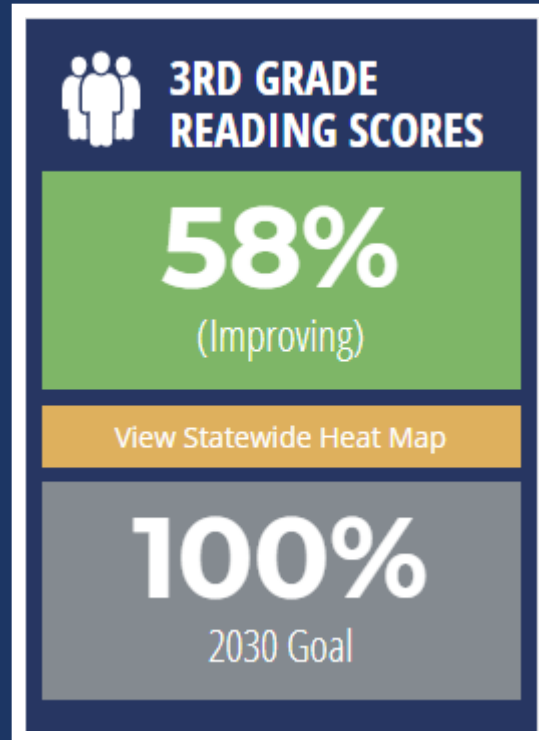 3RD GRADE
READING SCORES
58%
(Improving)
View Statewide Heat Map
100%
2030 Goal